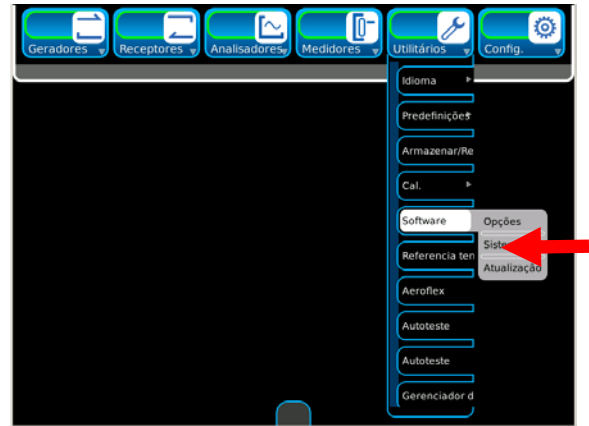 Geradores
Receptores
Analisadores
Medidores
Utilitários
Config.
Idioma
Predefinições
Armazenar/Re
Cal.
Software
Opções
Referencia ten
Atualização
Aeroflex
Autoteste
Autoteste
Gerenciador d